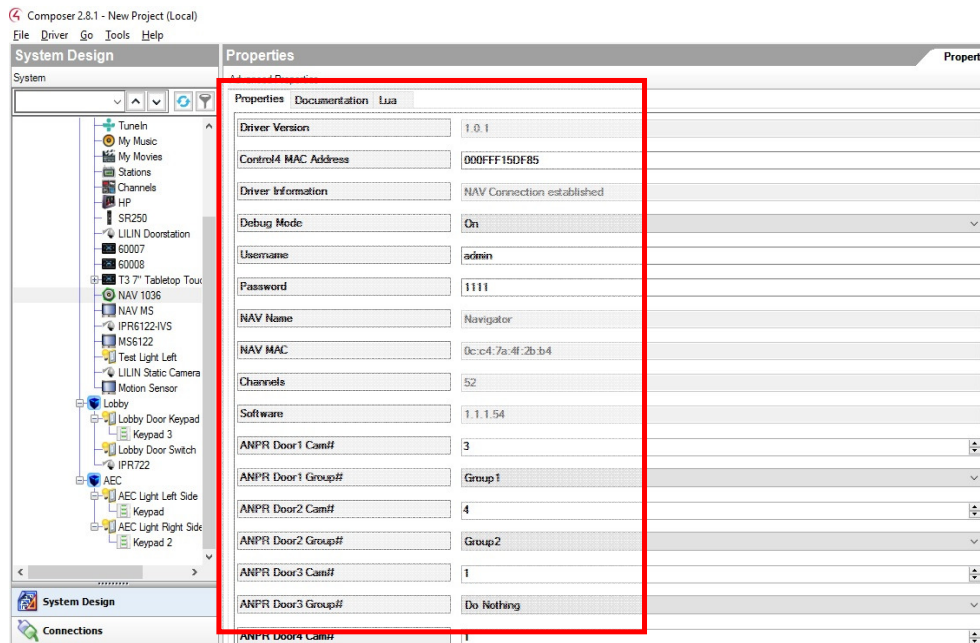 Composer 2.8.1 - New Project (Local)
File Driver Go Tools Help
System Design
System
TuneIn
My Music
My Movies
Stations
Channels
HP
SR250
LILIN Doorstation
60007
60008
T3 7" Tabletop Touc
NAV 1036
NAV MS
IPR6122-IVS
MS6122
Test Light Left
LILIN Static Camera
Motion Sensor
Lobby
Lobby Door Keypad
Keypad 3
Lobby Door Switch
IPR722
AEC
AEC Light Left Side
Keypad
AEC Light Right Side
Keypad 2
System Design
Connections
Properties
Propert
Advanced Properties
Properties Documentation Lua
Driver Version 1.0.1
Control4 MAC Address 000FFF15DF85
Driver Information NAV Connection established
Debug Mode On
Username admin
Password 1111
NAV Name Navigator
NAV MAC 0c:c4:7a:4f:2b:b4
Channels 52
Software 1.1.1.54
ANPR Door1 Cam# 3
ANPR Door1 Group# Group1
ANPR Door2 Cam# 4
ANPR Door2 Group# Group2
ANPR Door3 Cam# 1
ANPR Door3 Group# Do Nothing
ANPR Door4 Cam# 1